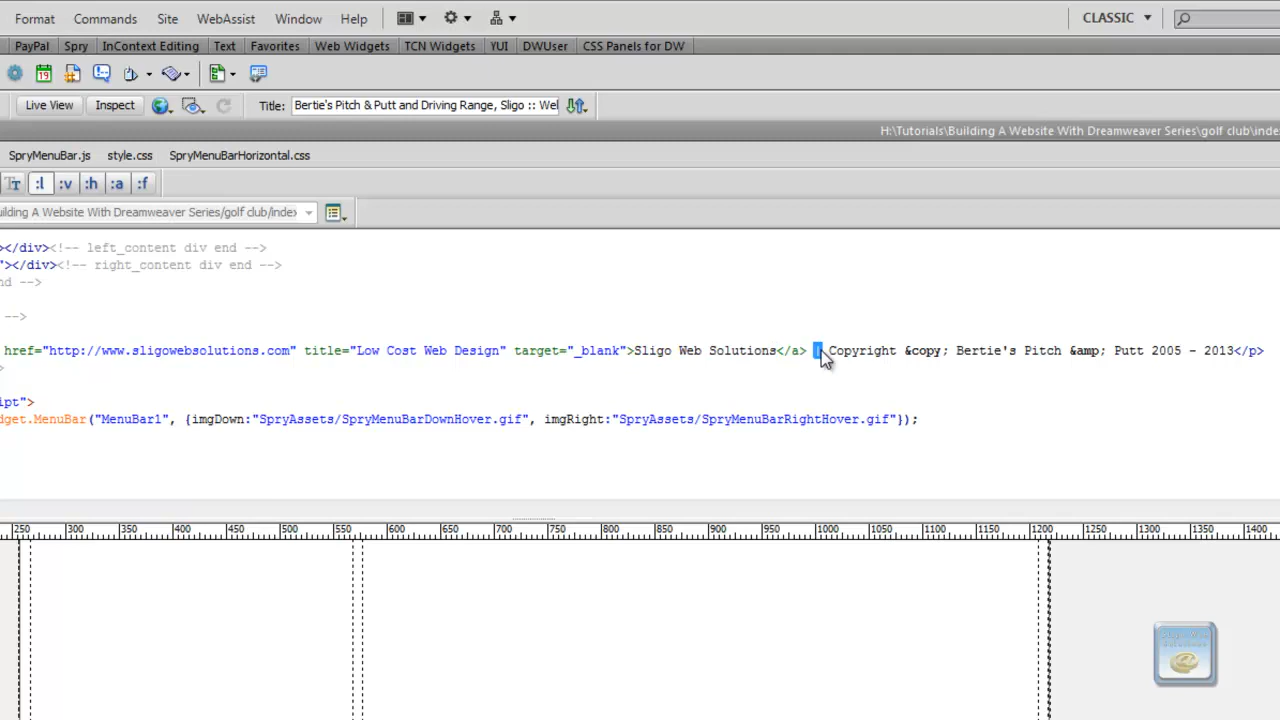 Format Commands Site WebAssist Window Help CLASSIC
PayPal Spry InContext Editing Text Favorites Web Widgets TCN Widgets YUI DWUser CSS Panels for DW
19
Live View Inspect Title: Bertie's Pitch & Putt and Driving Range, Sligo :: Wel
H:\Tutorials\Building A Website With Dreamweaver Series\golf club\inde
SpryMenuBar.js style.css SpryMenuBarHorizontal.css
Tt :l :v :h :a :f
uilding A Website With Dreamweaver Series/golf club/index
></div><!-- left_content div end -->
"></div><!-- right_content div end -->
nd -->
-->
href="http://www.sligowebsolutions.com" title="Low Cost Web Design" target="_blank">Sligo Web Solutions</a> | Copyright &copy; Bertie's Pitch &amp; Putt 2005 - 2013</p>
>
ipt">
dget.MenuBar("MenuBar1", {imgDown:"SpryAssets/SpryMenuBarDownHover.gif", imgRight:"SpryAssets/SpryMenuBarRightHover.gif"});
250 300 350 400 450 500 550 600 650 700 750 800 850 900 950 1000 1050 1100 1150 1200 1250 1300 1350 1400
Sligo Web